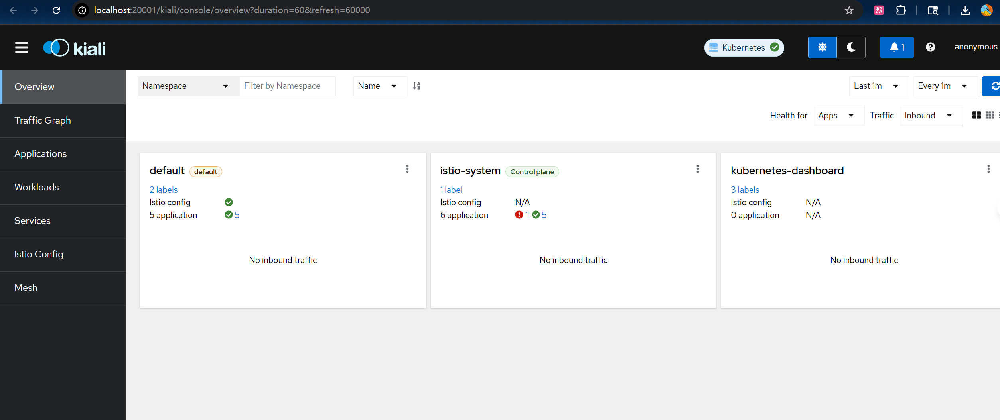 localhost:20001/kiali/console/overview?duration=60&refresh=60000
kiali
Kubernetes
1
anonymous
Overview
Traffic Graph
Applications
Workloads
Services
Istio Config
Mesh
Namespace
Filter by Namespace
Name
Last 1m
Every 1m
Health for
Apps
Traffic
Inbound
default default
2 labels
Istio config
5 application 5
No inbound traffic
istio-system Control plane
1 label
Istio config N/A
6 application 1 5
No inbound traffic
kubernetes-dashboard
3 labels
Istio config N/A
0 application N/A
No inbound traffic